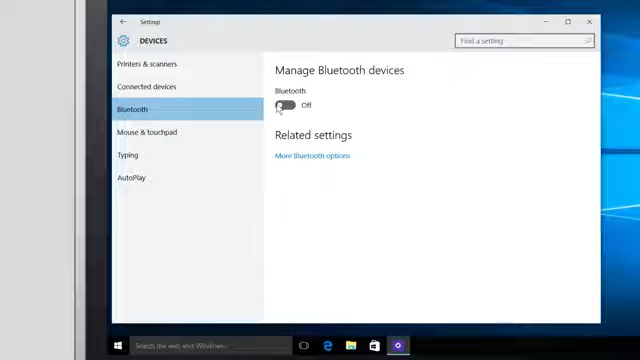 Settings
DEVICES
Find a setting
Printers & scanners
Connected devices
Bluetooth
Mouse & touchpad
Typing
AutoPlay
Manage Bluetooth devices
Bluetooth
Off
Related settings
More Bluetooth options
Search the web and Windows